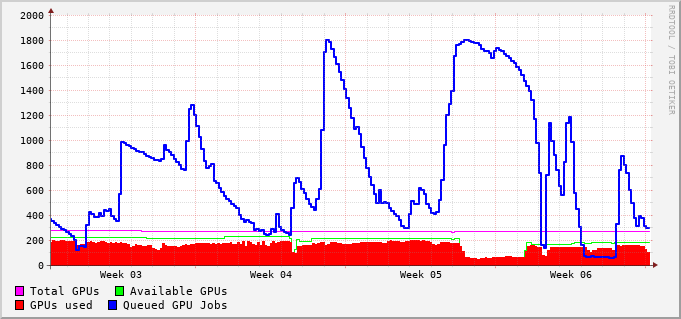 2000
1800
1600
1400
1200
1000
800
600
400
200
0
Week 03 Week 04 Week 05 Week 06
Total GPUs Available GPUs
GPUs used Queued GPU Jobs
RRDTOOL / TOBI OETIKER